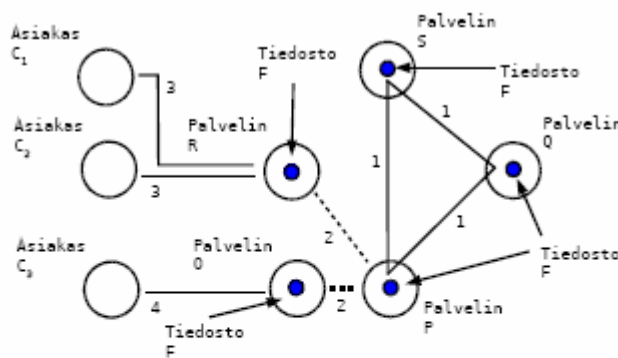 Asiakas
C1
3
Tiedosto
F
Palvelin
S
Tiedosto
F
Palvelin
R
Asiakas
C2
3
1
1
Palvelin
Q
1
2
Asiakas
C3
4
Palvelin
O
2
Tiedosto
F
Palvelin
P
Tiedosto
F